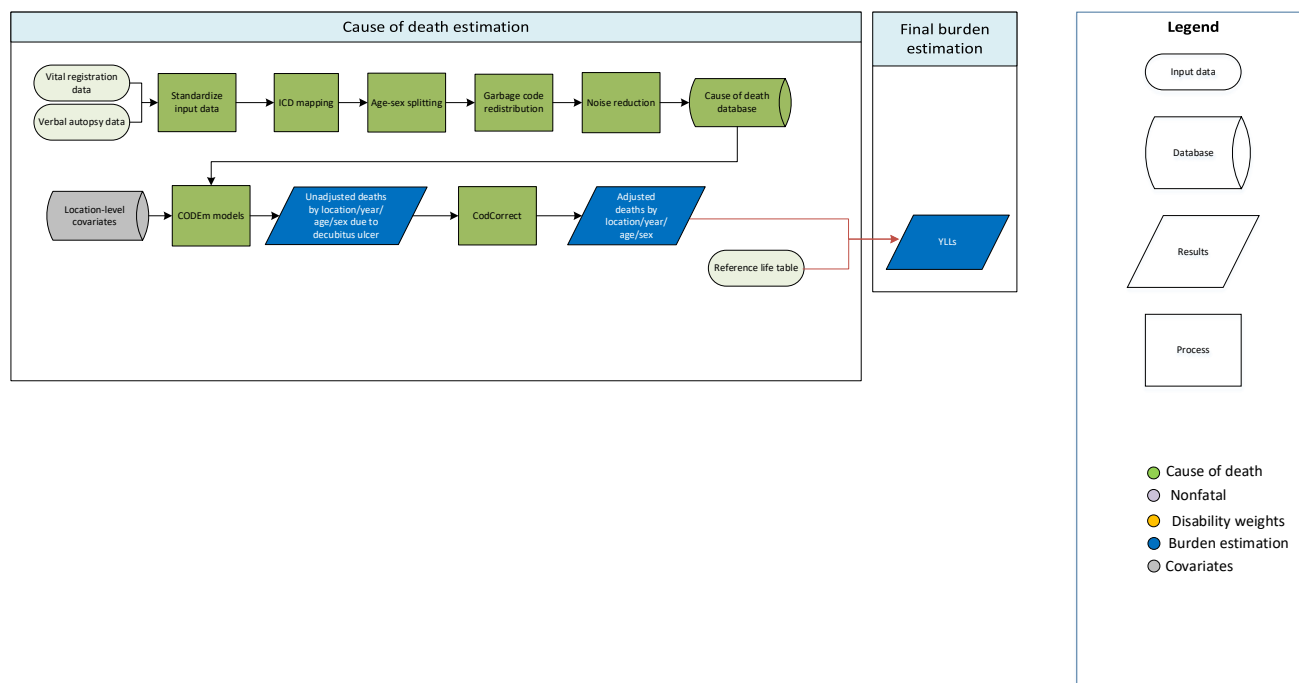 Cause of death estimation
Final burden
estimation
Legend
Vital registration
data
Verbal autopsy data
Standardize
input data
ICD mapping
Age-sex splitting
Garbage code
redistribution
Noise reduction
Cause of death
database
Location-level
covariates
CODEm models
Unadjusted deaths
by location/year/
age/sex due to
decubitus ulcer
CodCorrect
Adjusted
deaths by
location/year/
age/sex
Reference life table
YLLs
Input data
Database
Results
Process
Cause of death
Nonfatal
Disability weights
Burden estimation
Covariates